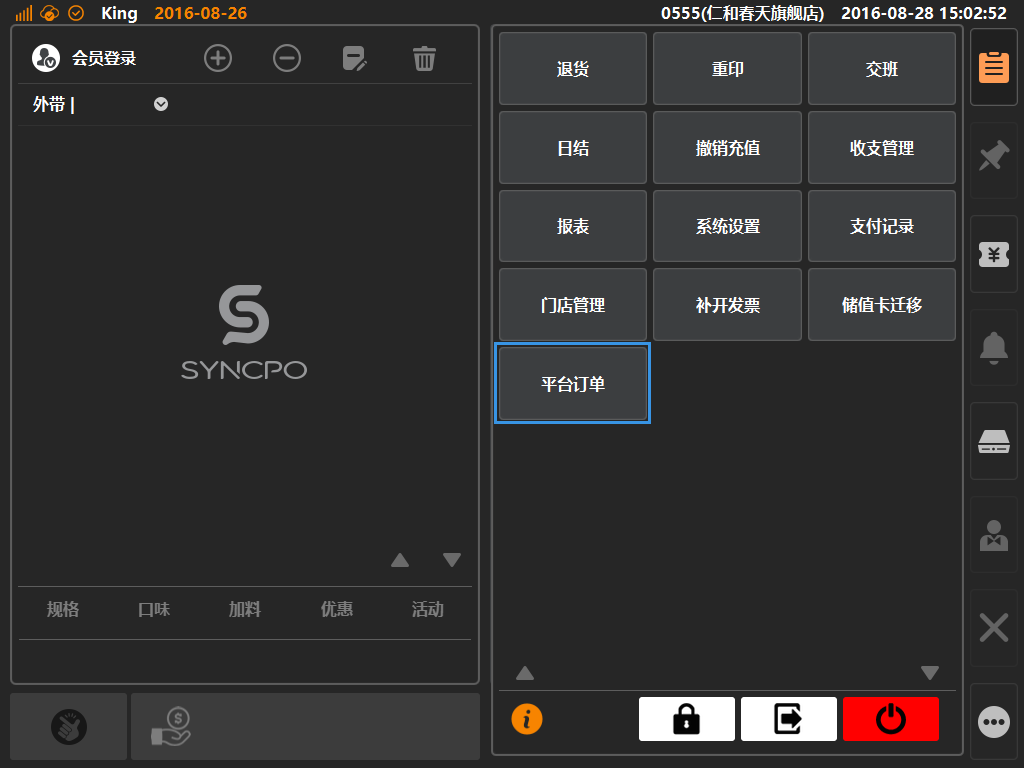 King 2016-08-26 0555(仁和春天旗舰店) 2016-08-28 15:02:52
会员登录
外带 |
SYNCPO
规格 口味 加料 优惠 活动
退货 重印 交班
日结 撤销充值 收支管理
报表 系统设置 支付记录
门店管理 补开发票 储值卡迁移
平台订单